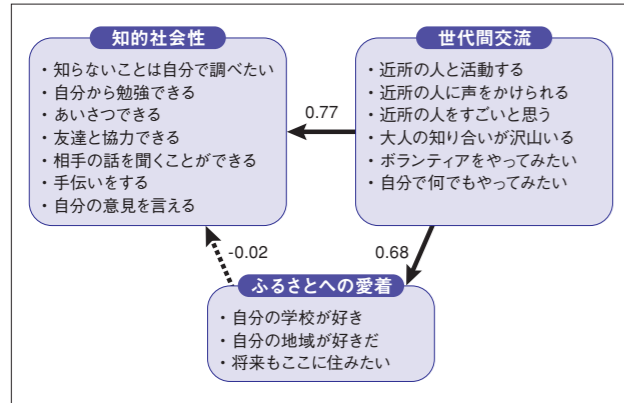 知的社会性
・知らないことは自分で調べたい
・自分から勉強できる
・あいさつできる
・友達と協力できる
・相手の話を聞くことができる
・手伝いをする
・自分の意見を言える
0.77
世代間交流
・近所の人と活動する
・近所の人に声をかけられる
・近所の人をすごいと思う
・大人の知り合いが沢山いる
・ボランティアをやってみたい
・自分で何でもやってみたい
-0.02
0.68
ふるさとへの愛着
・自分の学校が好き
・自分の地域が好きだ
・将来もここに住みたい